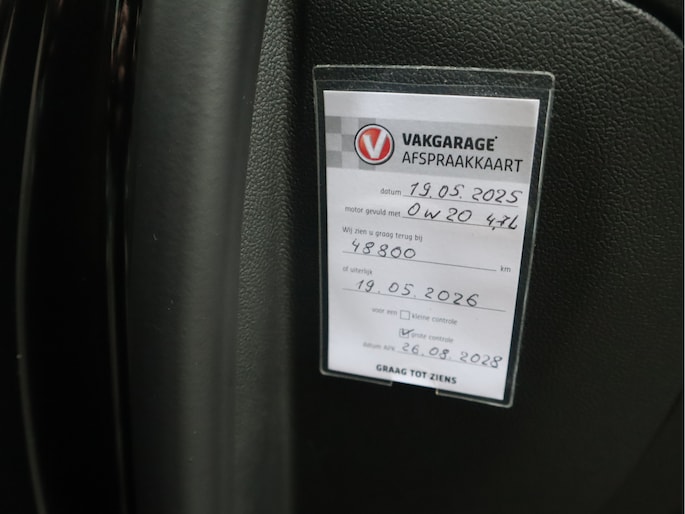 V VAKGARAGE®
AFSPRAAKKAART
datum 19.05.2025
motor gevuld met 0W20 4,7L
Wij zien u graag terug bij
48800 km
of uiterlijk
19.05.2026
voor een kleine controle
grote controle
datum APK 26.08.2028
GRAAG TOT ZIENS